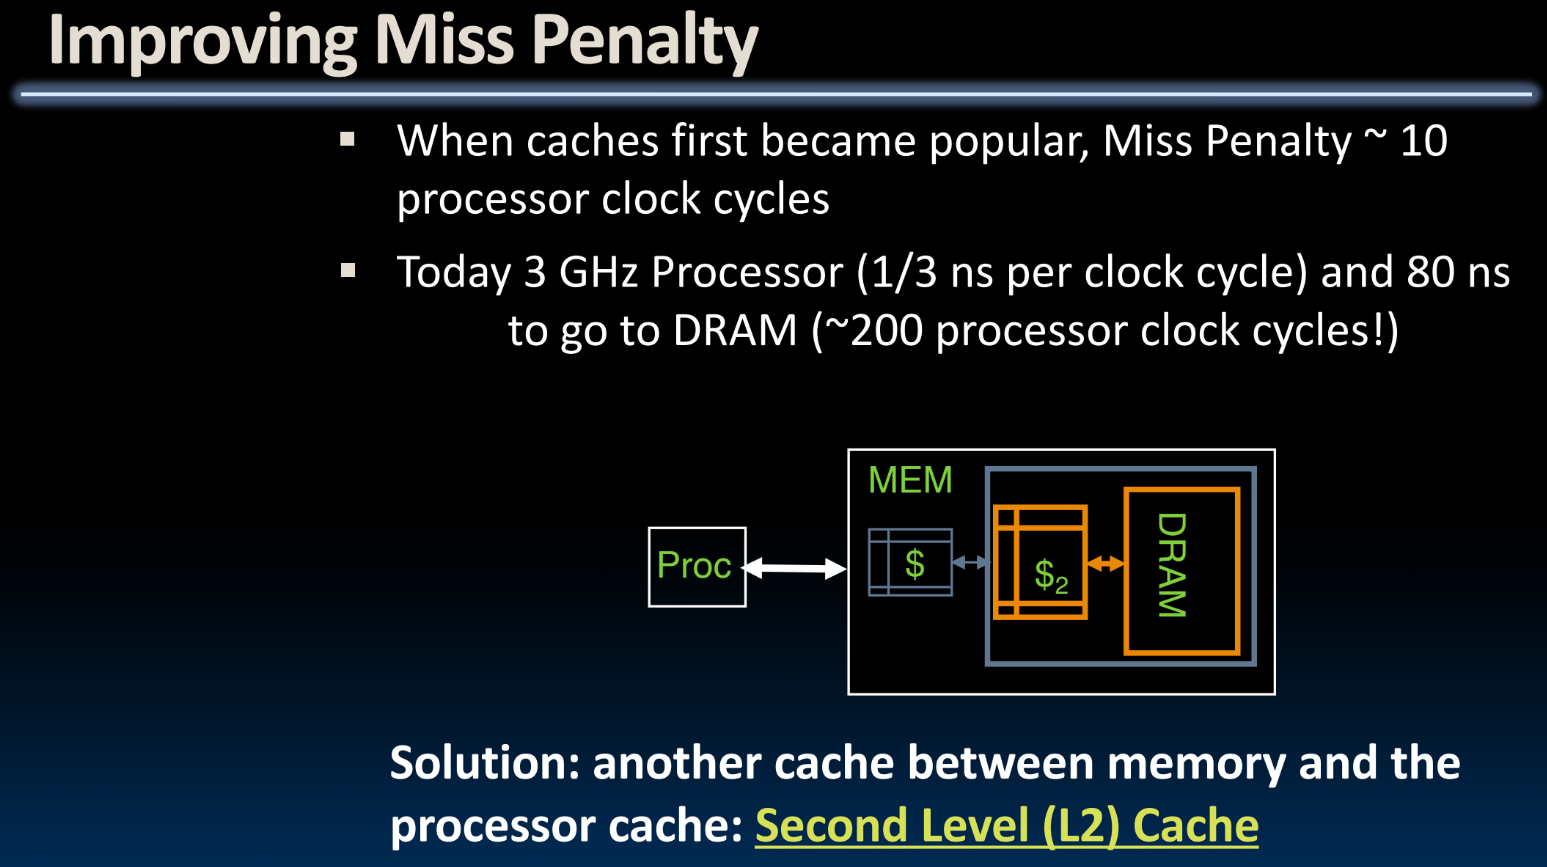 Improving Miss Penalty
▪ When caches first became popular, Miss Penalty ~ 10
processor clock cycles
▪ Today 3 GHz Processor (1/3 ns per clock cycle) and 80 ns
to go to DRAM (~200 processor clock cycles!)
MEM
Proc
$
$2
DRAM
Solution: another cache between memory and the
processor cache: Second Level (L2) Cache